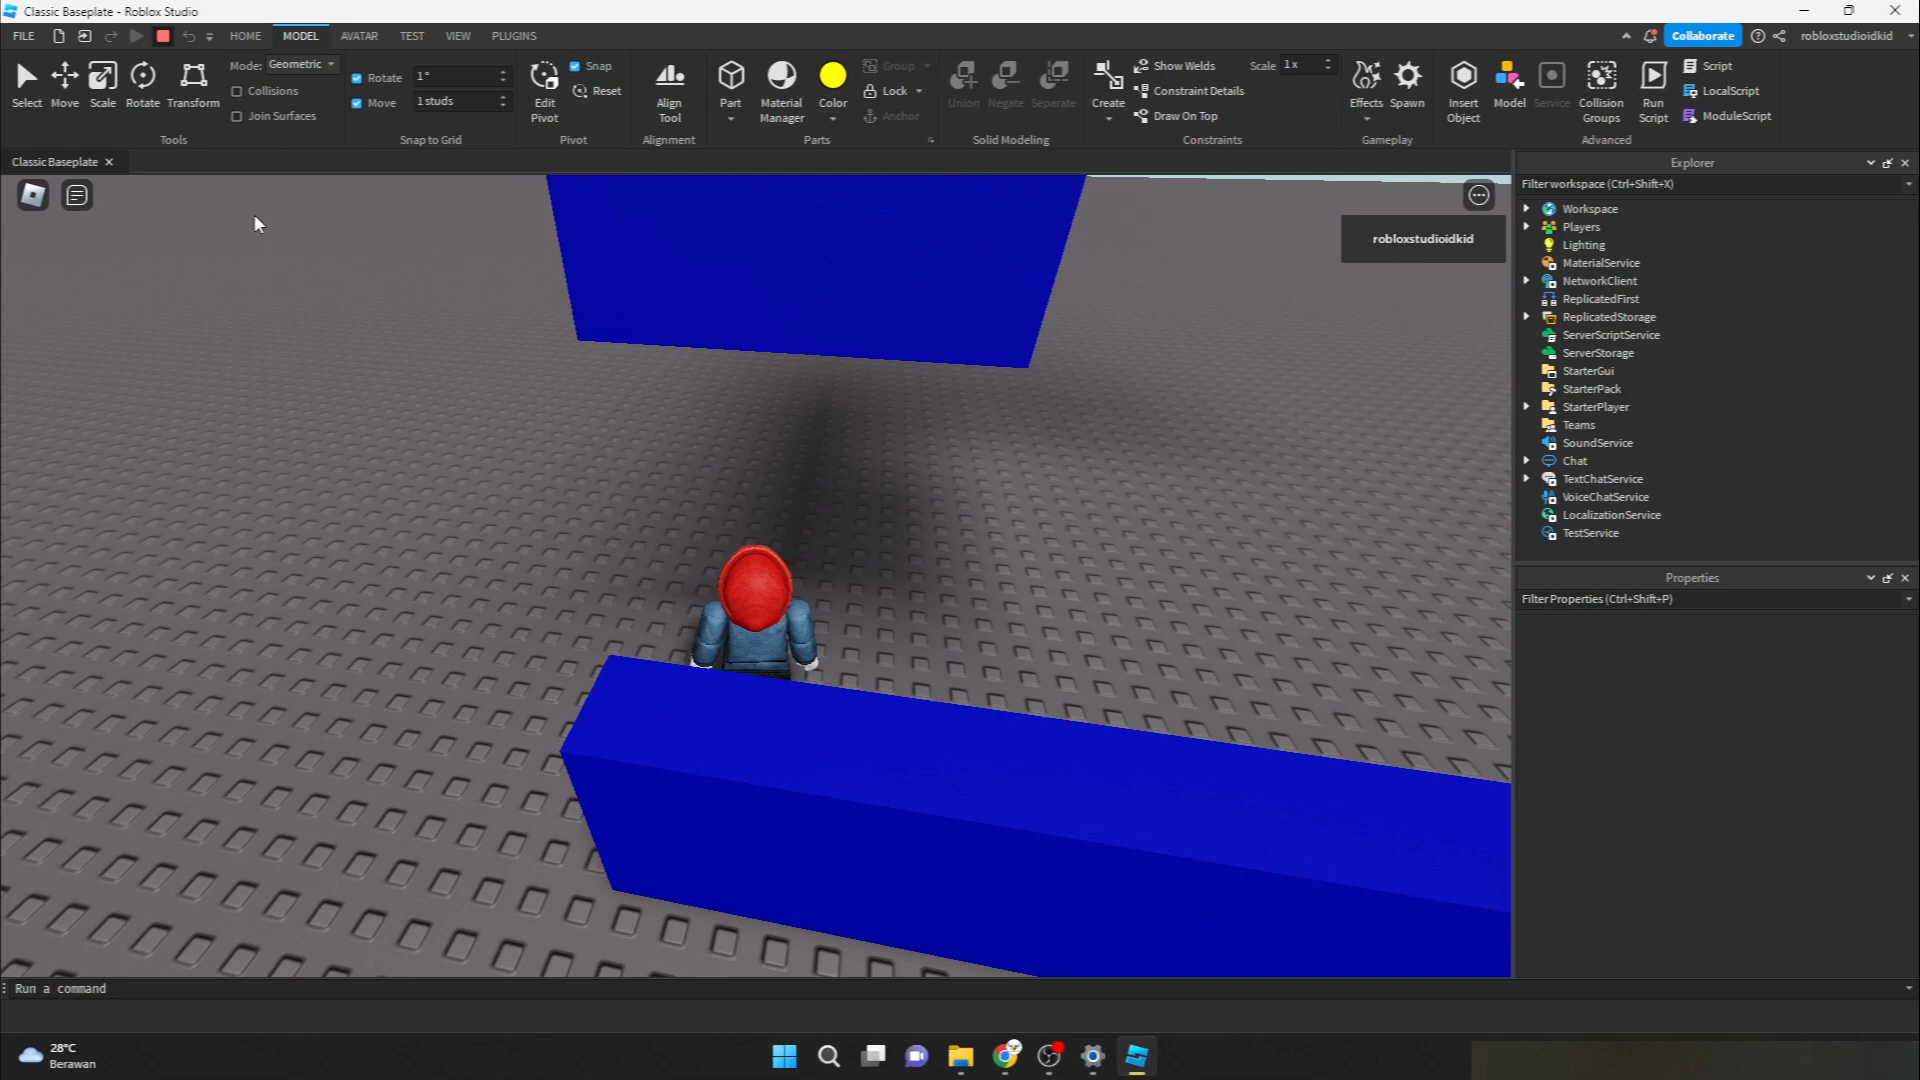 Classic Baseplate - Roblox Studio
FILE HOME MODEL AVATAR TEST VIEW PLUGINS Collaborate robloxstudioidkid
Select Move Scale Rotate Transform
Mode: Geometric
Collisions
Join Surfaces
Tools
Rotate 1°
Move 1 studs
Snap to Grid
Edit Pivot
Snap
Reset
Pivot
Align Tool
Alignment
Part
Material Manager
Color
Group
Lock
Anchor
Parts
Union Negate Separate
Solid Modeling
Create
Show Welds
Constraint Details
Draw On Top
Scale 1 x
Constraints
Effects Spawn
Gameplay
Insert Object
Model
Service
Collision Groups
Run Script
Script
LocalScript
ModuleScript
Advanced
Classic Baseplate
robloxstudioidkid
Explorer
Filter workspace (Ctrl+Shift+X)
Workspace
Players
Lighting
MaterialService
NetworkClient
ReplicatedFirst
ReplicatedStorage
ServerScriptService
ServerStorage
StarterGui
StarterPack
StarterPlayer
Teams
SoundService
Chat
TextChatService
VoiceChatService
LocalizationService
TestService
Properties
Filter Properties (Ctrl+Shift+P)
Run a command
28°C
Berawan